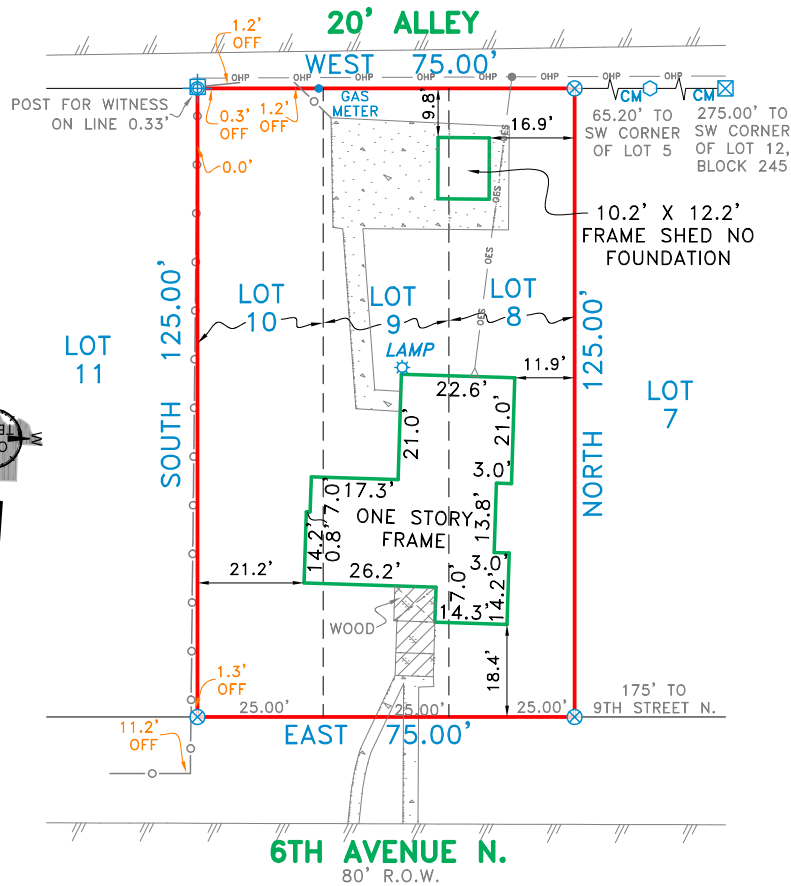 20' ALLEY
1.2'
OFF
WEST 75.00'
OHP OHP OHP OHP OHP OHP
POST FOR WITNESS
ON LINE 0.33'
0.3'
OFF
1.2'
OFF
GAS
METER
9.8'
16.9'
OES
CM
CM
65.20' TO
SW CORNER
OF LOT 5
275.00' TO
SW CORNER
OF LOT 12,
BLOCK 245
0.0'
OES
10.2' X 12.2'
FRAME SHED NO
FOUNDATION
OES
SOUTH 125.00'
LOT
10
LOT
9
LOT
8
OES
NORTH 125.00'
LOT
11
LOT
7
LAMP
11.9'
22.6'
21.0'
21.0'
3.0'
17.3'
7.0'
0.8'
14.2'
13.8'
ONE STORY
FRAME
3.0'
26.2'
7.0'
14.2'
14.3'
21.2'
WOOD
18.4'
1.3'
OFF
25.00'
25.00'
25.00'
175' TO
9TH STREET N.
EAST 75.00'
11.2'
OFF
6TH AVENUE N.
80' R.O.W.